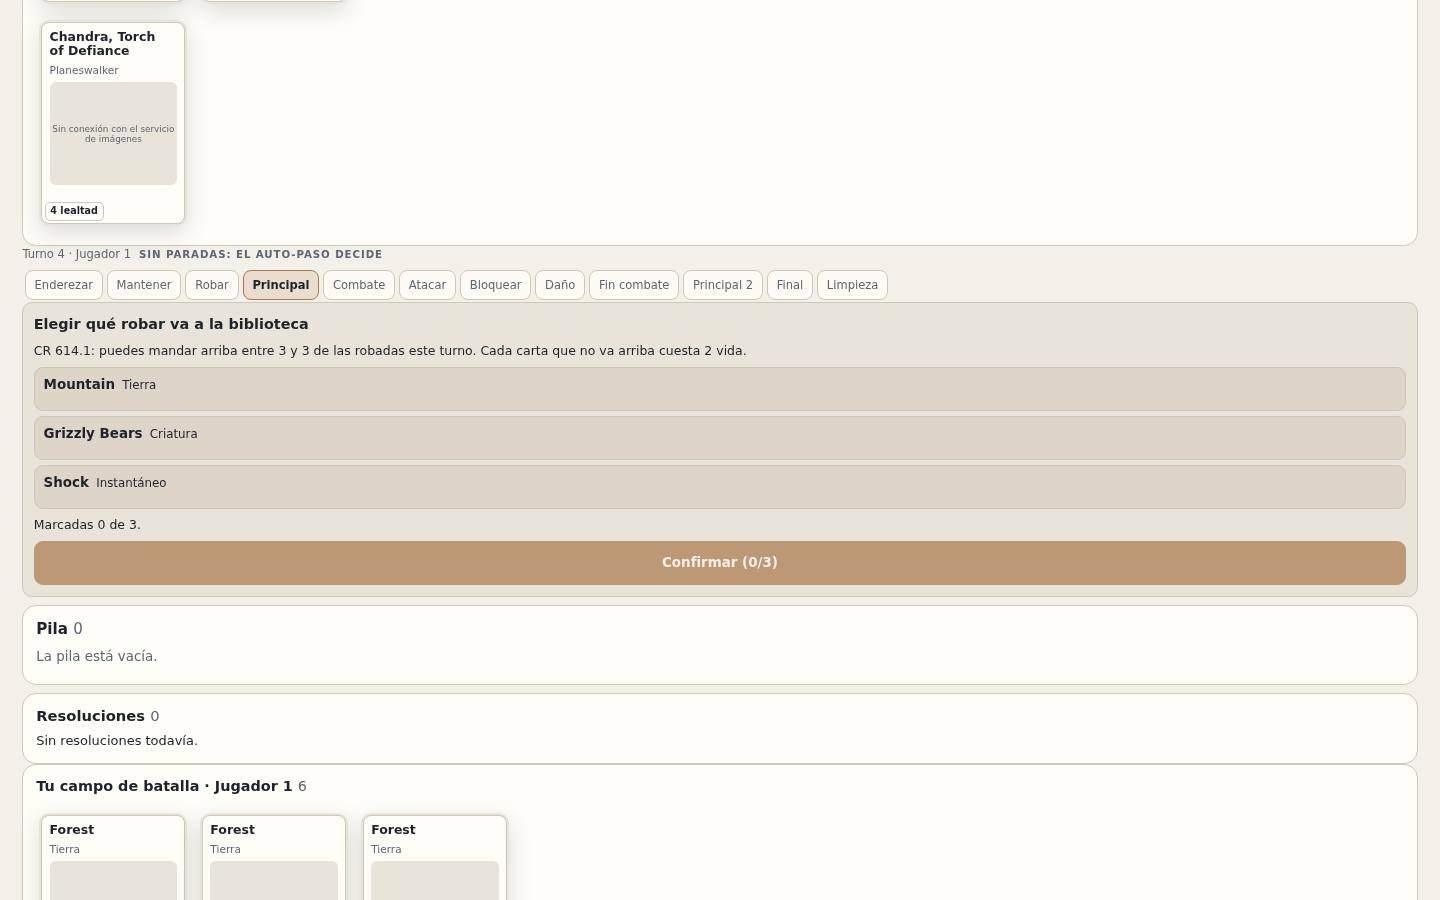 Chandra, Torch
of Defiance
Planeswalker
Sin conexión con el servicio
de imágenes
4 lealtad
Turno 4 · Jugador 1 SIN PARADAS: EL AUTO-PASO DECIDE
Enderezar Mantener Robar Principal Combate Atacar Bloquear Daño Fin combate Principal 2 Final Limpieza
Elegir qué robar va a la biblioteca
CR 614.1: puedes mandar arriba entre 3 y 3 de las robadas este turno. Cada carta que no va arriba cuesta 2 vida.
Mountain Tierra
Grizzly Bears Criatura
Shock Instantáneo
Marcadas 0 de 3.
Confirmar (0/3)
Pila 0
La pila está vacía.
Resoluciones 0
Sin resoluciones todavía.
Tu campo de batalla · Jugador 1 6
Forest Forest Forest
Tierra Tierra Tierra